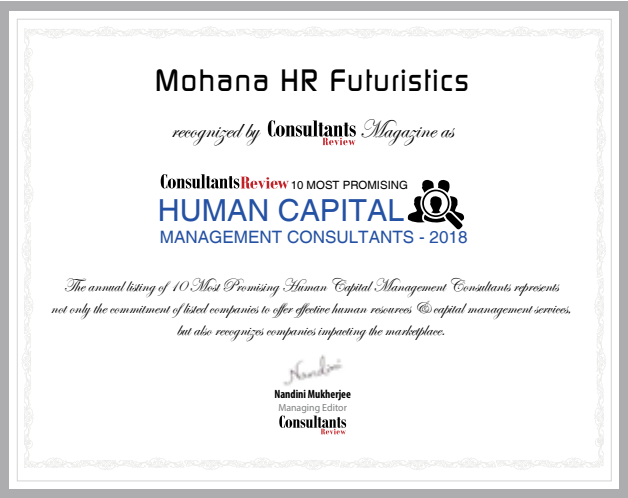 Mohana HR Futuristics
recognized by Consultants Review Magazine as
ConsultantsReview 10 MOST PROMISING
HUMAN CAPITAL
MANAGEMENT CONSULTANTS - 2018
The annual listing of 10 Most Promising Human Capital Management Consultants represents
not only the commitment of listed companies to offer effective human resources & capital management services,
but also recognizes companies impacting the marketplace.
Nandini
Nandini Mukherjee
Managing Editor
Consultants
Review